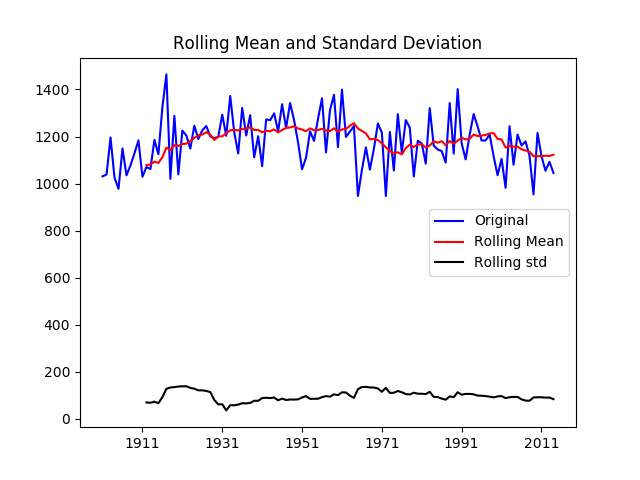 Rolling Mean and Standard Deviation
1400
1200
1000
800
600
400
200
0
Original
Rolling Mean
Rolling std
1911 1931 1951 1971 1991 2011